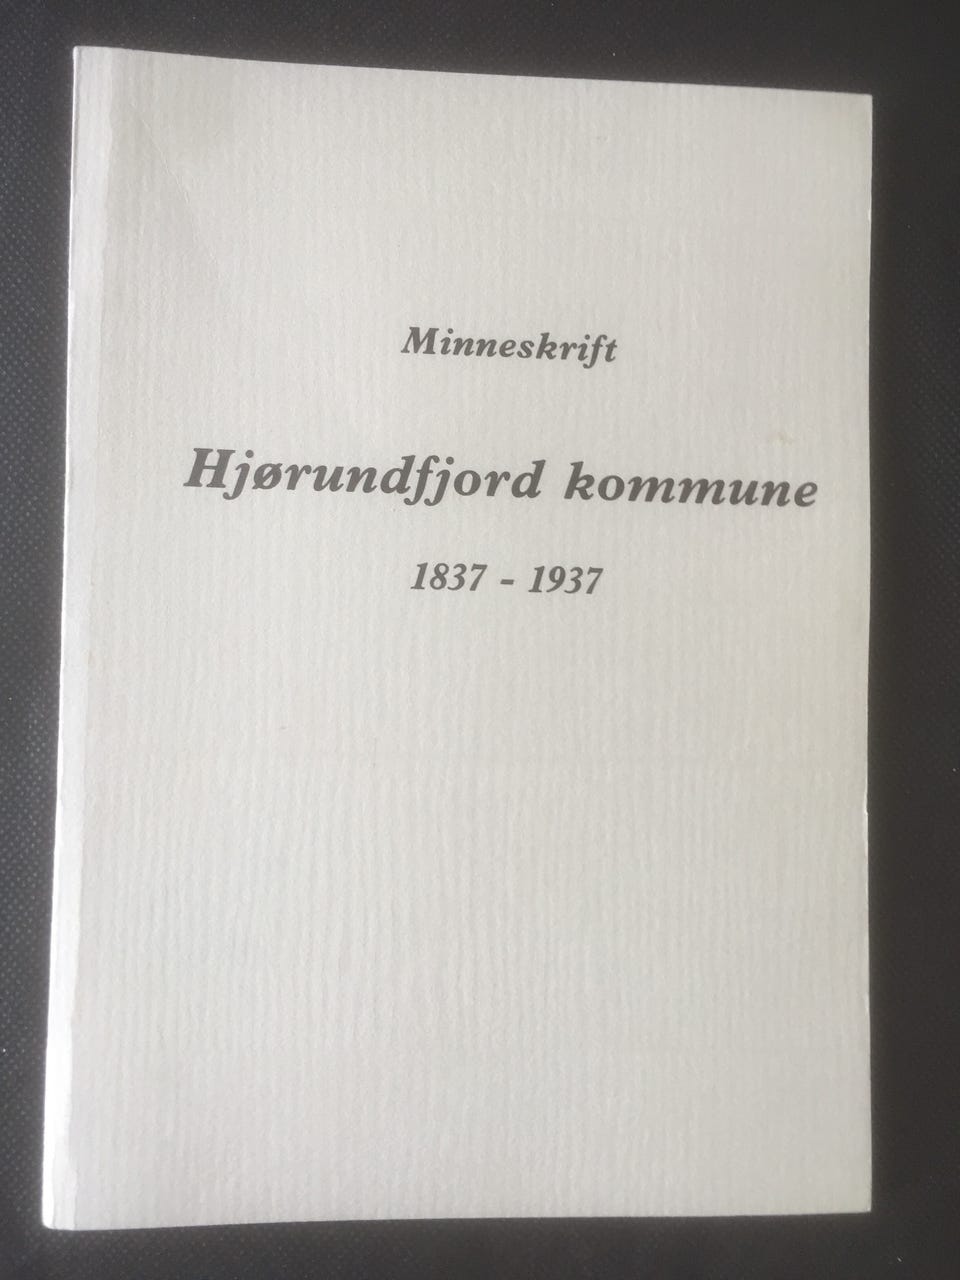 Minneskrift
Hjørundfjord kommune
1837 - 1937